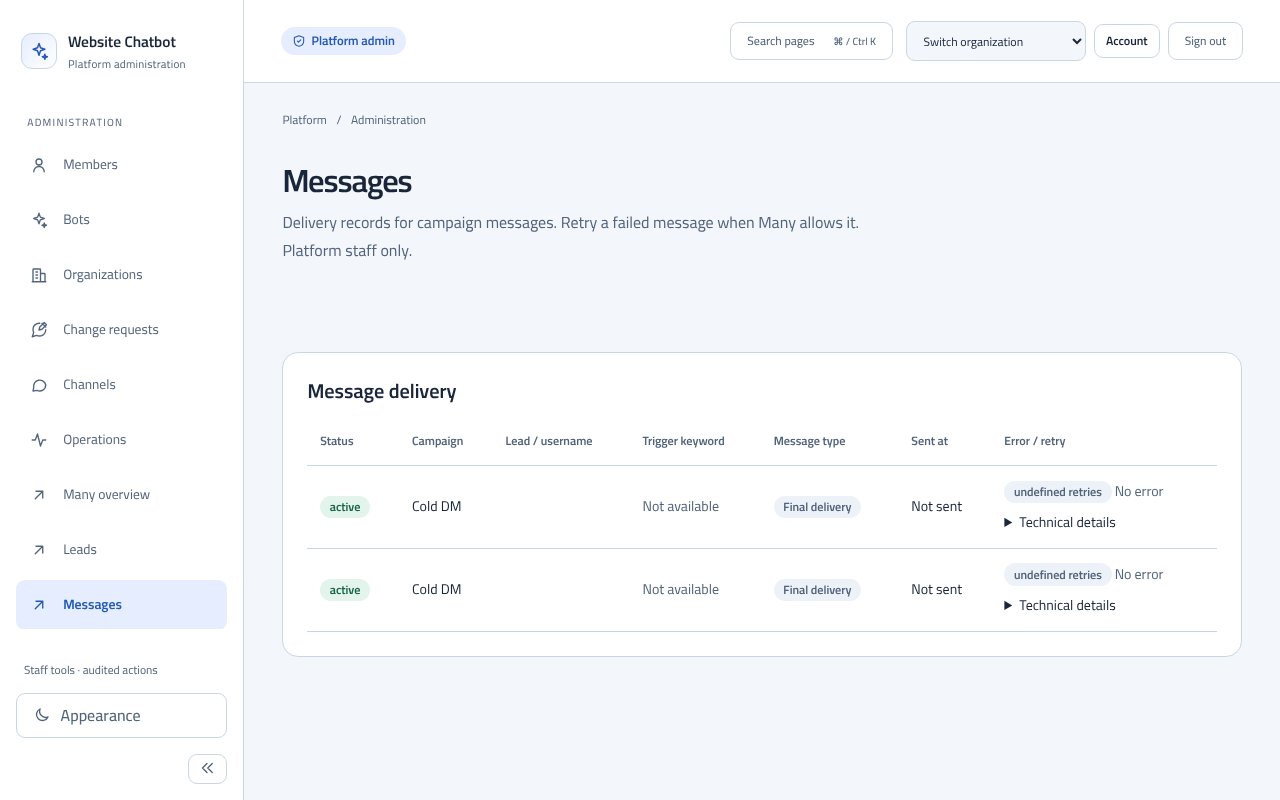 Website Chatbot
Platform administration
ADMINISTRATION
Members
Bots
Organizations
Change requests
Channels
Operations
Many overview
Leads
Messages
Staff tools · audited actions
Appearance
Platform admin
Search pages ⌘ / Ctrl K
Switch organization
Account
Sign out
Platform / Administration
Messages
Delivery records for campaign messages. Retry a failed message when Many allows it.
Platform staff only.
Message delivery
Status Campaign Lead / username Trigger keyword Message type Sent at Error / retry
active Cold DM Not available Final delivery Not sent undefined retries No error
Technical details
active Cold DM Not available Final delivery Not sent undefined retries No error
Technical details